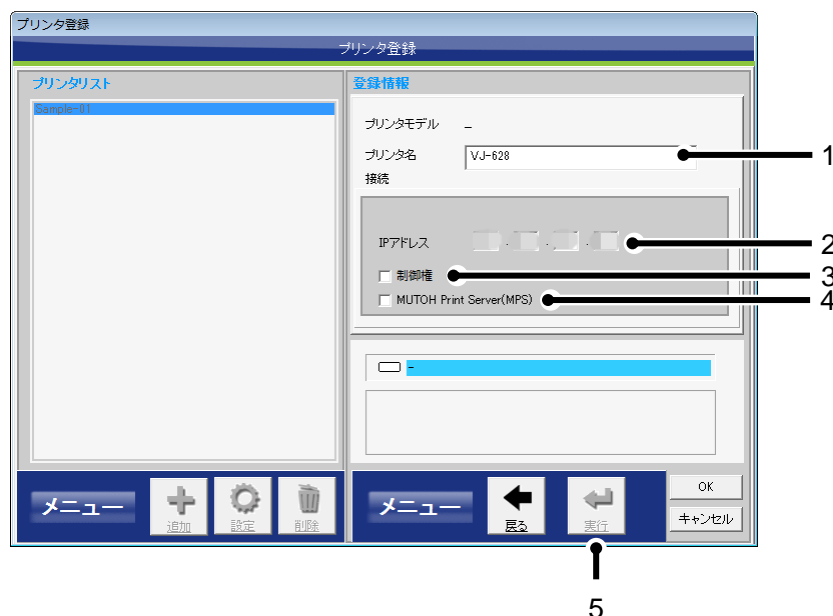 プリンタ登録
プリンタ登録
プリンタリスト
Sample-01
登録情報
プリンタモデル –
プリンタ名 VJ-628
接続
IPアドレス . . .
制御権
MUTOH Print Server(MPS)
-
メニュー
追加
設定
削除
メニュー
戻る
実行
OK
キャンセル
1
2
3
4
5